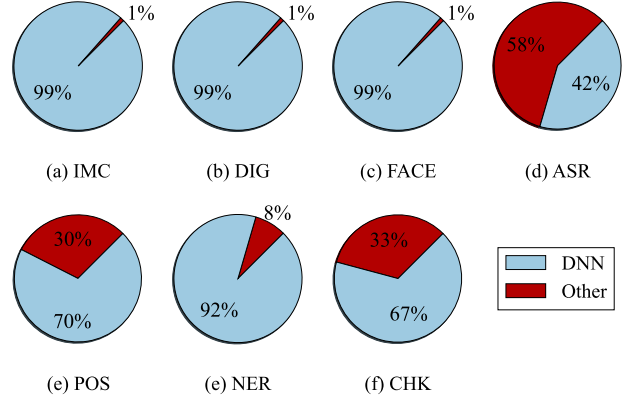 1%
99%
(a) IMC
1%
99%
(b) DIG
1%
99%
(c) FACE
58%
42%
(d) ASR
30%
70%
(e) POS
8%
92%
(e) NER
33%
67%
(f) CHK
DNN
Other